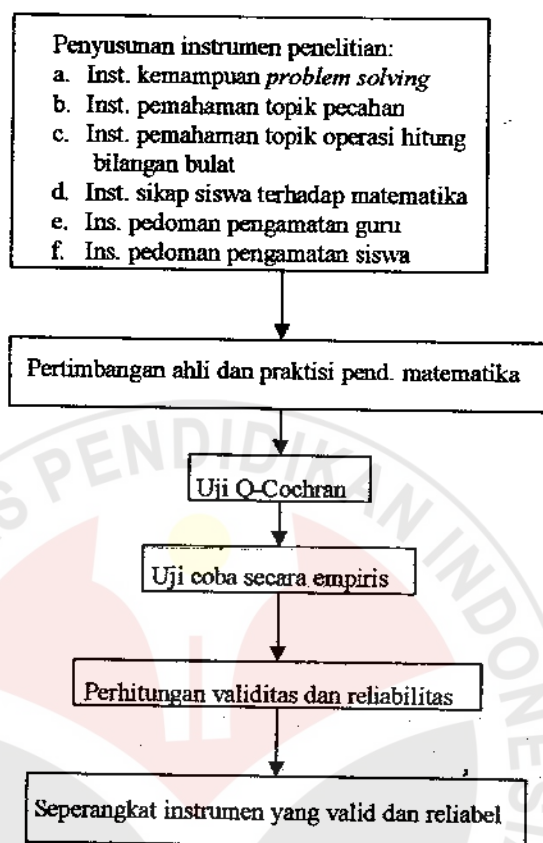 Penyusunan instrumen penelitian:
a. Inst. kemampuan problem solving
b. Inst. pemahaman topik pecahan
c. Inst. pemahaman topik operasi hitung
bilangan bulat
d. Inst. sikap siswa terhadap matematika
e. Ins. pedoman pengamatan guru
f. Ins. pedoman pengamatan siswa
Pertimbangan ahli dan praktisi pend. matematika
Uji Q-Cochran
Uji coba secara empiris
Perhitungan validitas dan reliabilitas
Seperangkat instrumen yang valid dan reliabel
S PENDIDIKAN INDONESIA